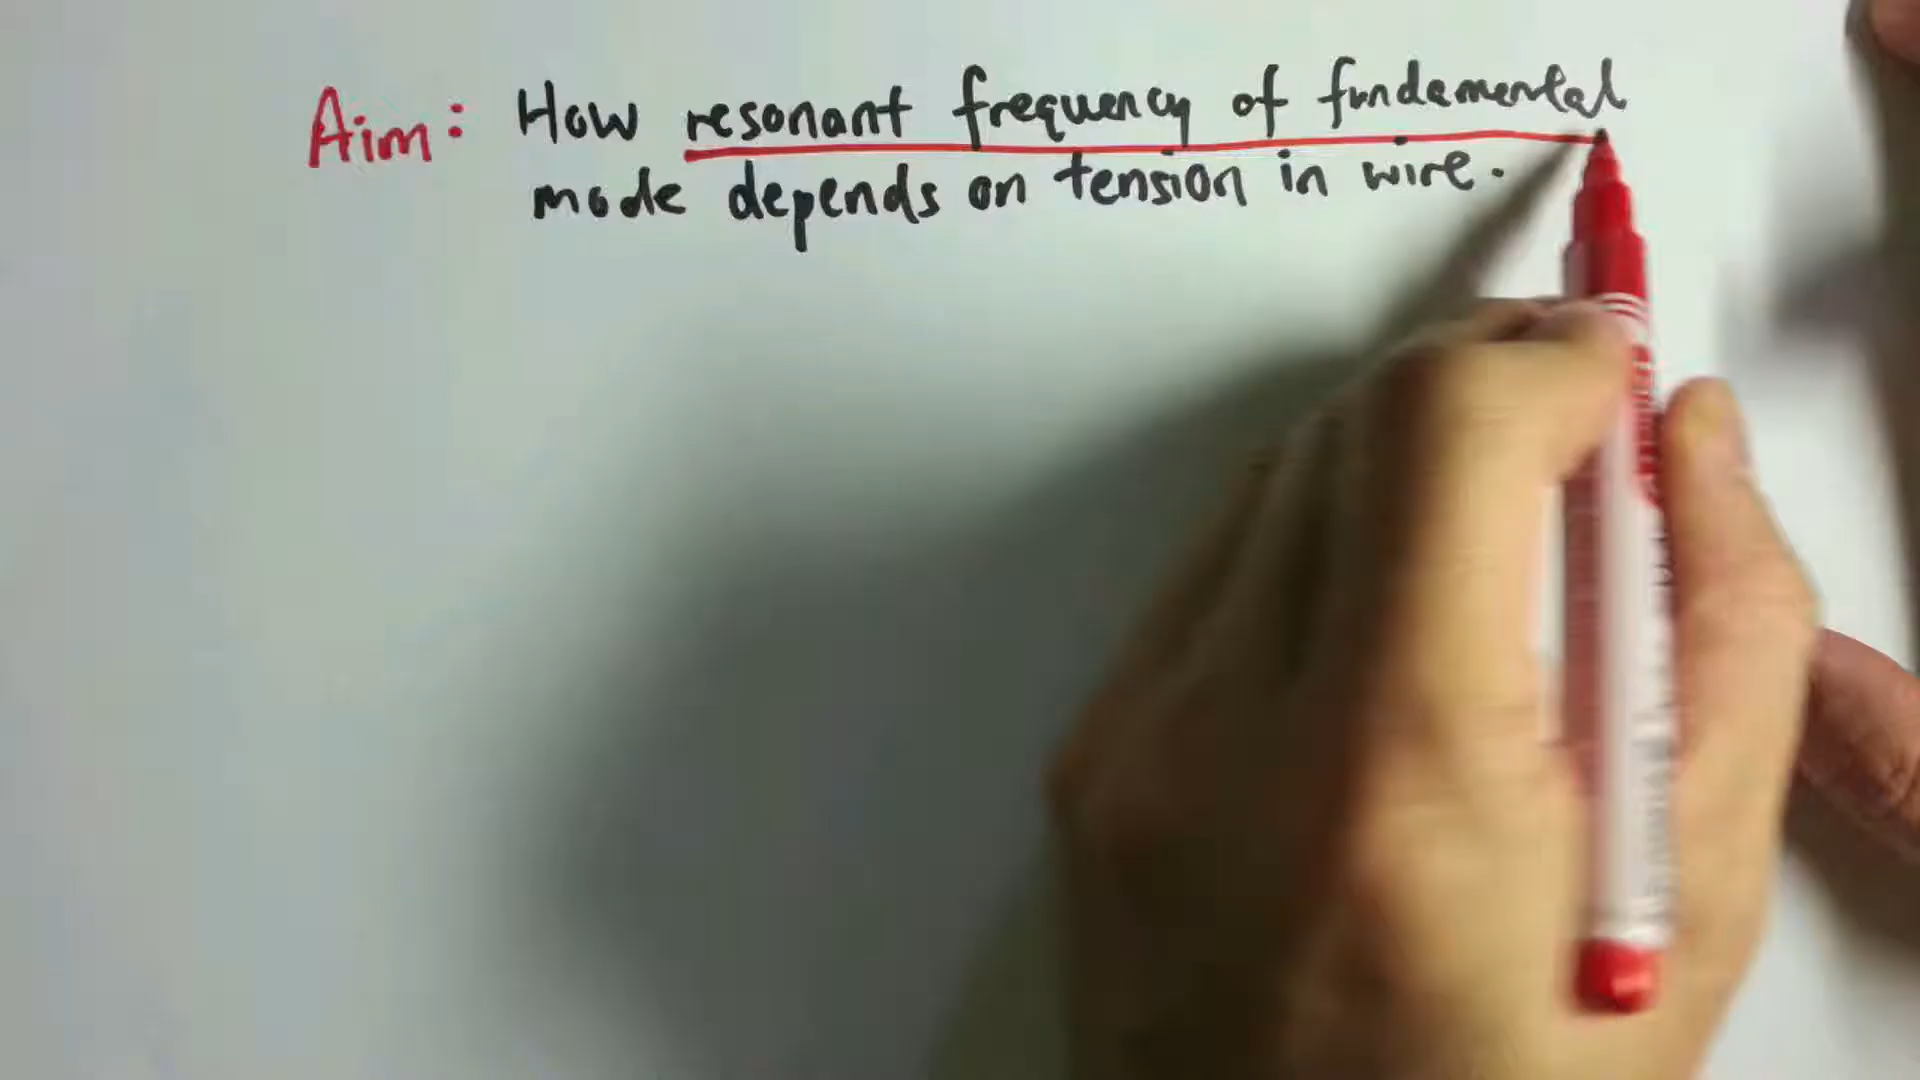 Aim: How resonant frequency of fundamental
mode depends on tension in wire.